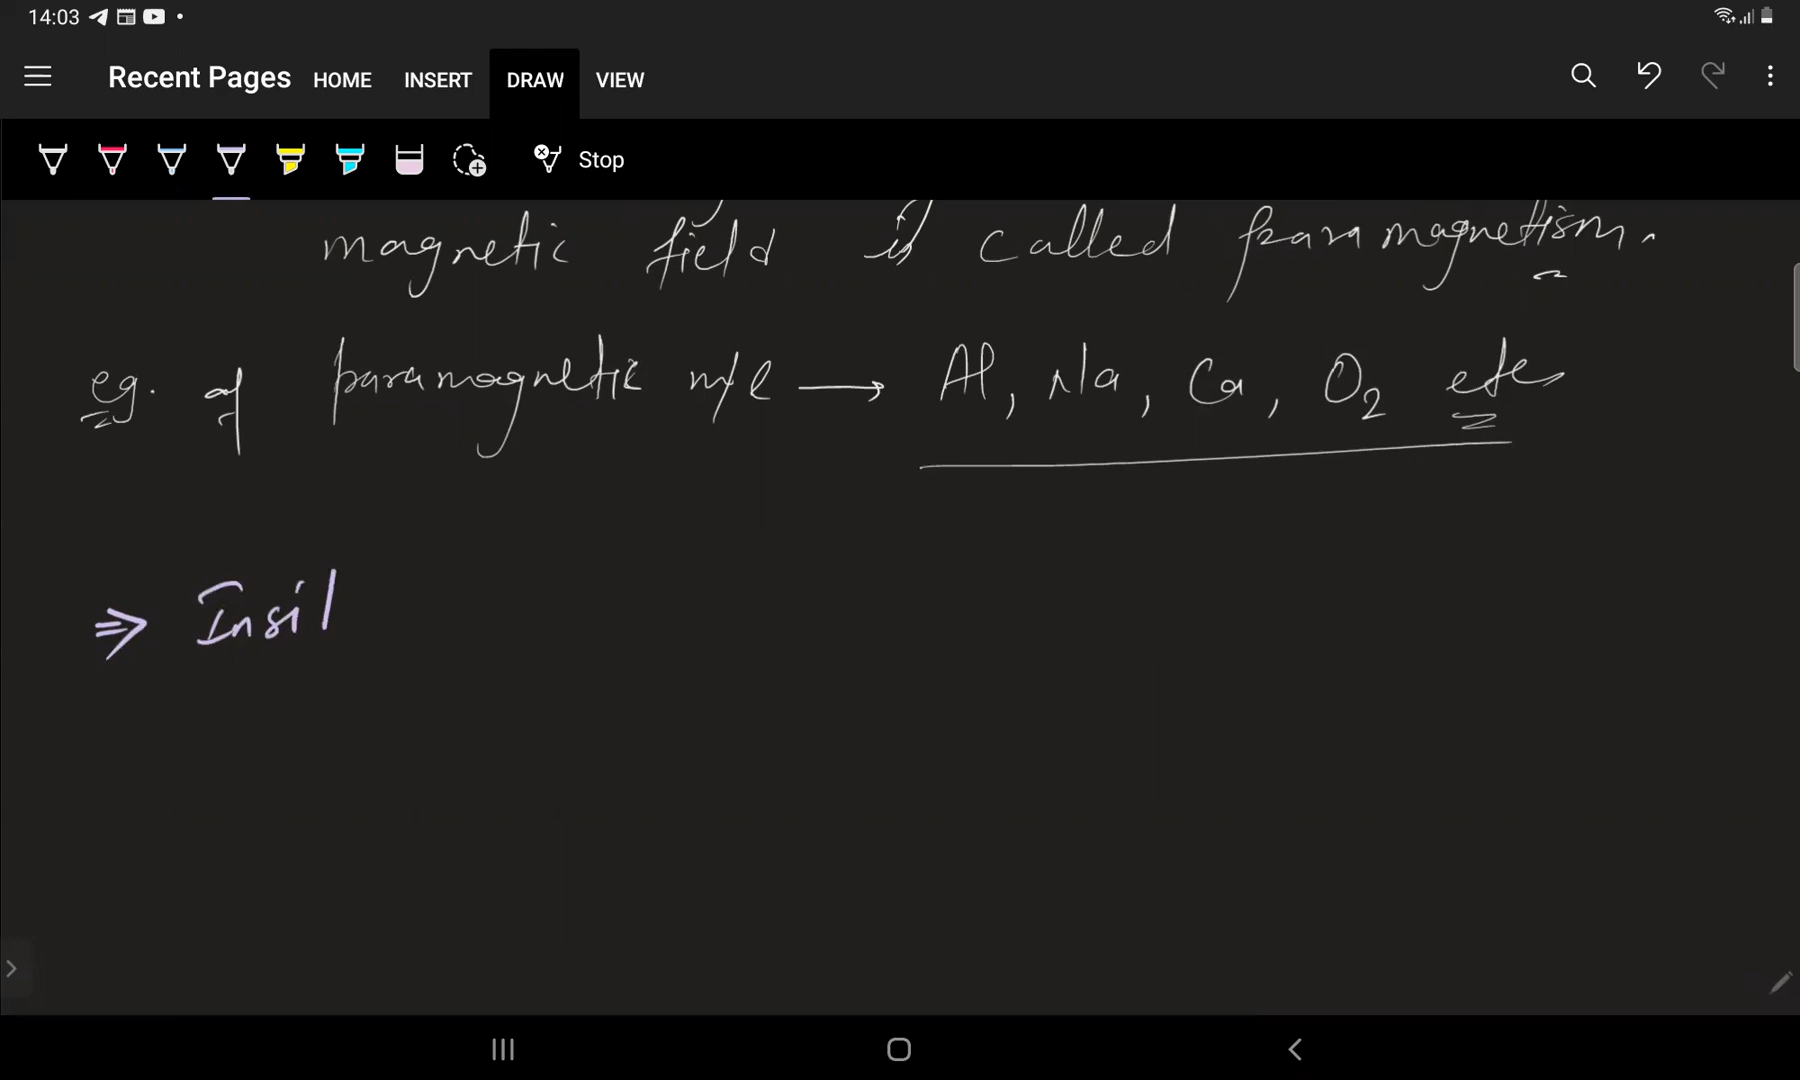 14:03
Recent Pages HOME INSERT DRAW VIEW
Stop
magnetic field is called paramagnetism.
eg. of paramagnetic m/l → Al, Na, Ca, O₂ etc
⇒ Insil